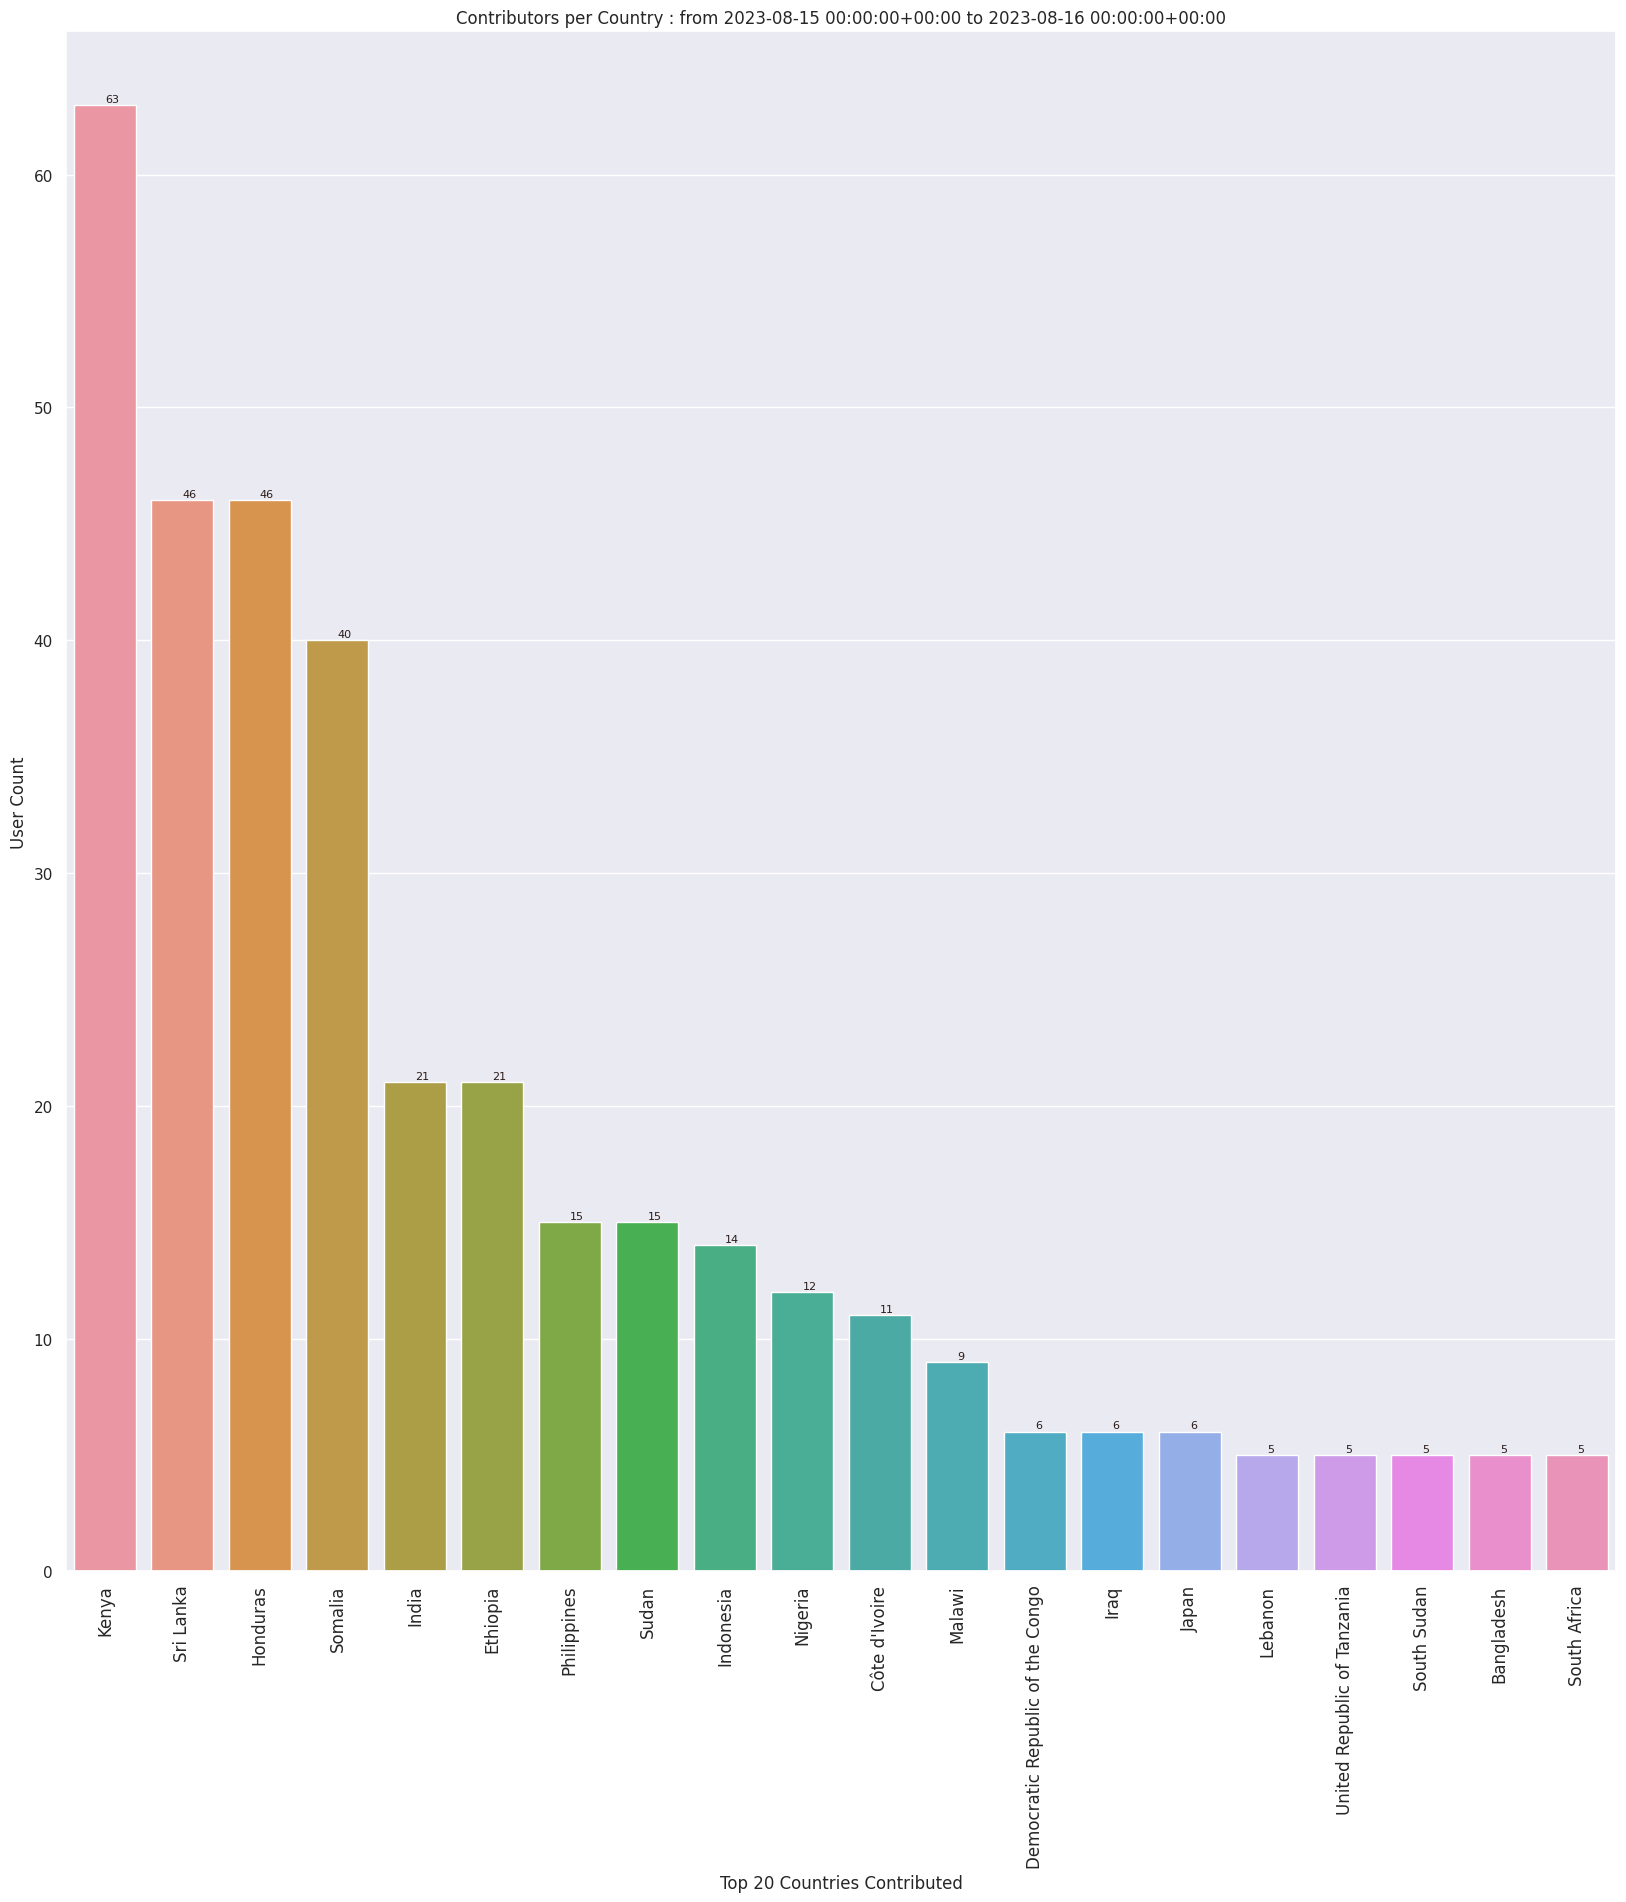 Contributors per Country : from 2023-08-15 00:00:00+00:00 to 2023-08-16 00:00:00+00:00
User Count
60
50
40
30
20
10
0
63
46
46
40
21
21
15
15
14
12
11
9
6
6
6
5
5
5
5
5
Kenya
Sri Lanka
Honduras
Somalia
India
Ethiopia
Philippines
Sudan
Indonesia
Nigeria
Côte d'Ivoire
Malawi
Democratic Republic of the Congo
Iraq
Japan
Lebanon
United Republic of Tanzania
South Sudan
Bangladesh
South Africa
Top 20 Countries Contributed